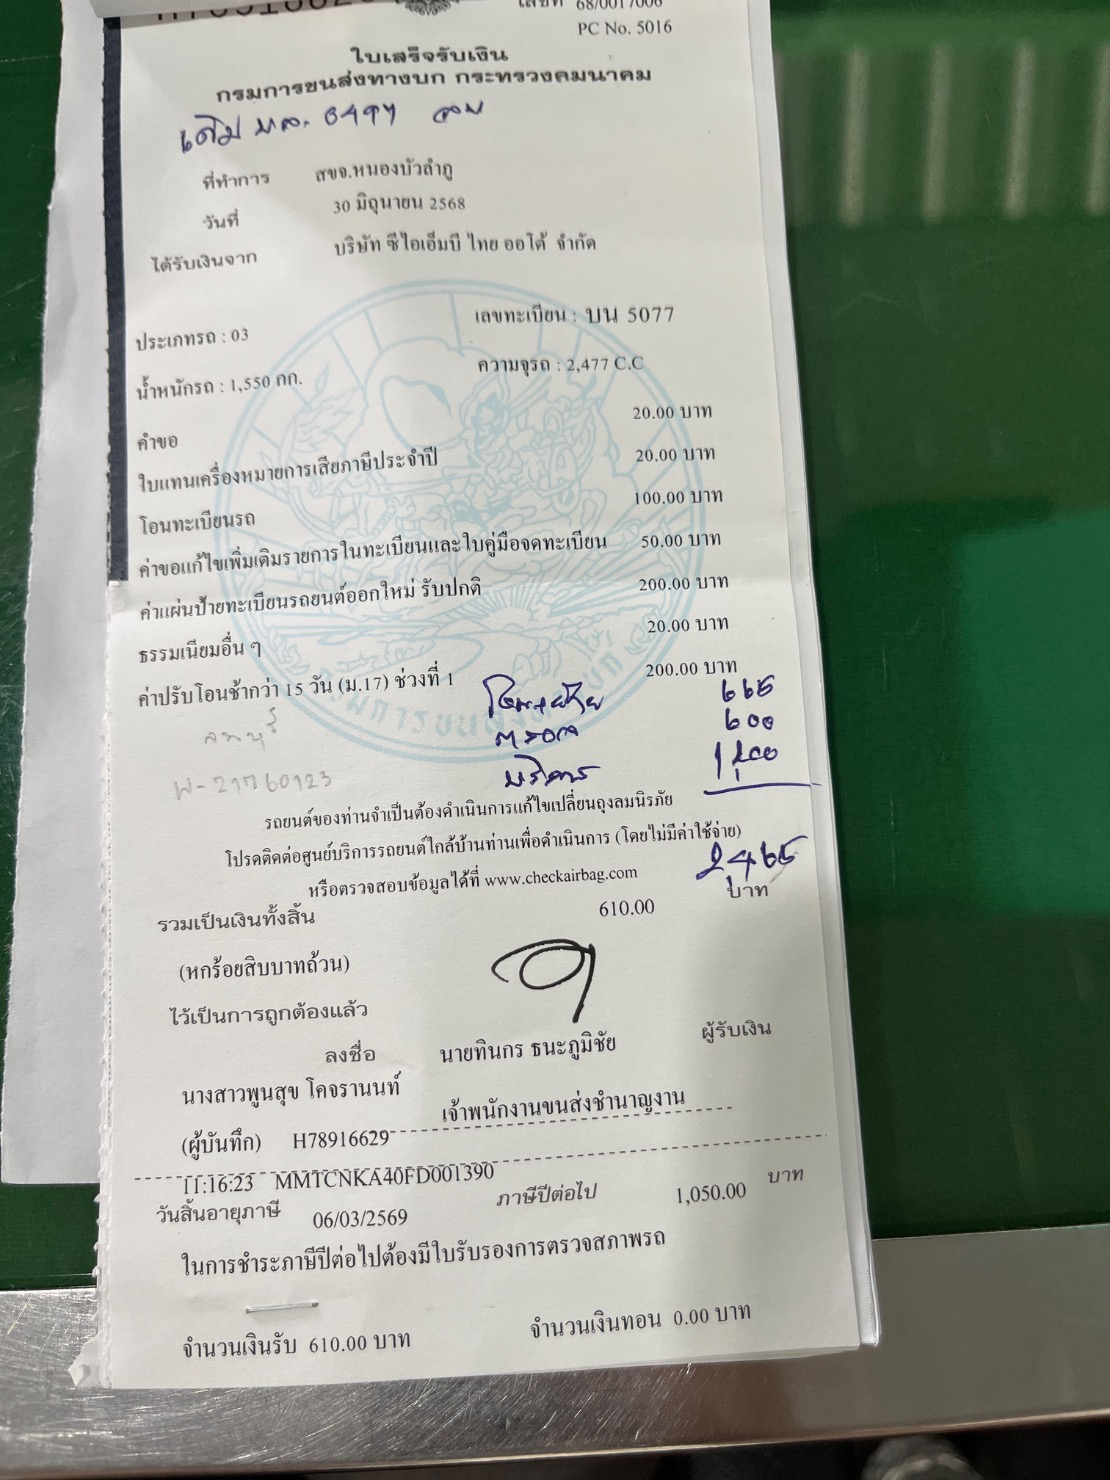 เลขที่ 68/0017006
PC No. 5016
ใบเสร็จรับเงิน
กรมการขนส่งทางบก กระทรวงคมนาคม
เดิม
ที่ทำการ สขจ.หนองบัวลำภู
วันที่ 30 มิถุนายน 2568
ได้รับเงินจาก บริษัท ซีไอเอ็มบี ไทย ออโต้ จำกัด
เลขทะเบียน : บน 5077
ประเภทรถ : 03
ความจุรถ : 2,477 C.C
น้ำหนักรถ : 1,550 กก.
คำขอ 20.00 บาท
ใบแทนเครื่องหมายการเสียภาษีประจำปี 20.00 บาท
โอนทะเบียนรถ 100.00 บาท
ค่าขอแก้ไขเพิ่มเติมรายการในทะเบียนและใบคู่มือจดทะเบียน 50.00 บาท
ค่าแผ่นป้ายทะเบียนรถยนต์ออกใหม่ รับปกติ 200.00 บาท
ธรรมเนียมอื่น ๆ 20.00 บาท
ค่าปรับโอนช้ากว่า 15 วัน (ม.17) ช่วงที่ 1 200.00 บาท
665
ตรวจ 600
บริการ 1,200
รถยนต์ของท่านจำเป็นต้องดำเนินการแก้ไขเปลี่ยนถุงลมนิรภัย
โปรดติดต่อศูนย์บริการรถยนต์ใกล้บ้านท่านเพื่อดำเนินการ (โดยไม่มีค่าใช้จ่าย)
หรือตรวจสอบข้อมูลได้ที่ www.checkairbag.com
2,465
รวมเป็นเงินทั้งสิ้น 610.00 บาท
(หกร้อยสิบบาทถ้วน)
ไว้เป็นการถูกต้องแล้ว
ลงชื่อ นายทินกร ธนะภูมิชัย ผู้รับเงิน
นางสาวพูนสุข โคจรานนท์ เจ้าพนักงานขนส่งชำนาญงาน
(ผู้บันทึก) H78916629
11:16:23 MMTCNKA40FD001390
วันสิ้นอายุภาษี 06/03/2569 ภาษีปีต่อไป 1,050.00 บาท
ในการชำระภาษีปีต่อไปต้องมีใบรับรองการตรวจสภาพรถ
จำนวนเงินรับ 610.00 บาท จำนวนเงินทอน 0.00 บาท